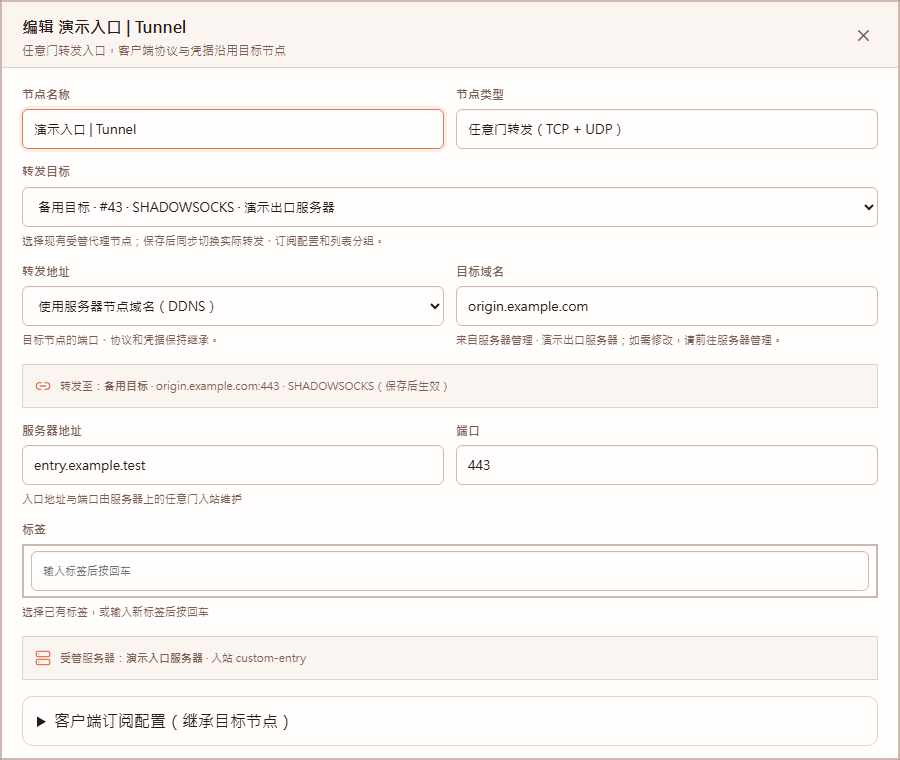 编辑 演示入口 | Tunnel
任意门转发入口，客户端协议与凭据沿用目标节点
节点名称
节点类型
演示入口 | Tunnel
任意门转发（TCP + UDP）
转发目标
备用目标 · #43 · SHADOWSOCKS · 演示出口服务器
选择现有受管代理节点；保存后同步切换实际转发、订阅配置和列表分组。
转发地址
目标域名
使用服务器节点域名（DDNS）
origin.example.com
目标节点的端口、协议和凭据保持继承。
来自服务器管理 · 演示出口服务器；如需修改，请前往服务器管理。
转发至：备用目标 · origin.example.com:443 · SHADOWSOCKS（保存后生效）
服务器地址
端口
entry.example.test
443
入口地址与端口由服务器上的任意门入站维护
标签
输入标签后按回车
选择已有标签，或输入新标签后按回车
受管服务器：演示入口服务器 · 入站 custom-entry
客户端订阅配置（继承目标节点）